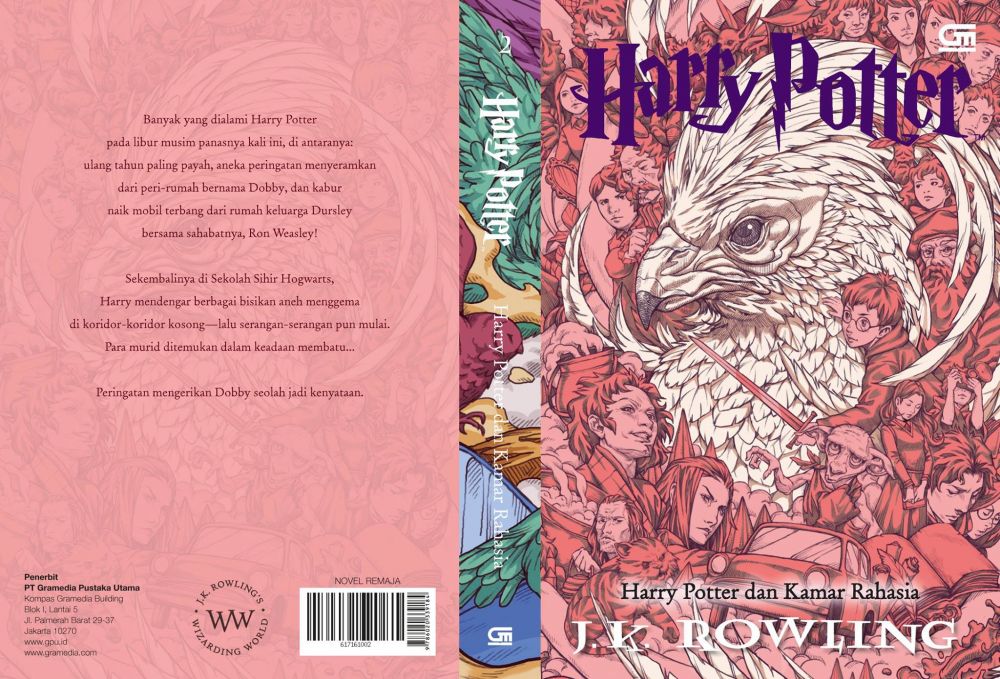 Banyak yang dialami Harry Potter
pada libur musim panasnya kali ini, di antaranya:
ulang tahun paling payah, aneka peringatan menyeramkan
dari peri-rumah bernama Dobby, dan kabur
naik mobil terbang dari rumah keluarga Dursley
bersama sahabatnya, Ron Weasley!
Sekembalinya di Sekolah Sihir Hogwarts,
Harry mendengar berbagai bisikan aneh menggema
di koridor-koridor kosong—lalu serangan-serangan pun mulai.
Para murid ditemukan dalam keadaan membatu...
Peringatan mengerikan Dobby seolah jadi kenyataan.
Penerbit
PT Gramedia Pustaka Utama
Kompas Gramedia Building
Blok I, Lantai 5
Jl. Palmerah Barat 29-37
Jakarta 10270
www.gpu.id
www.gramedia.com
J.K. ROWLING'S
WW
WIZARDING WORLD
NOVEL REMAJA
617161002
2
Harry Potter
Harry Potter dan Kamar Rahasia
GM
GM
Harry Potter
Harry Potter dan Kamar Rahasia
J.K. ROWLING